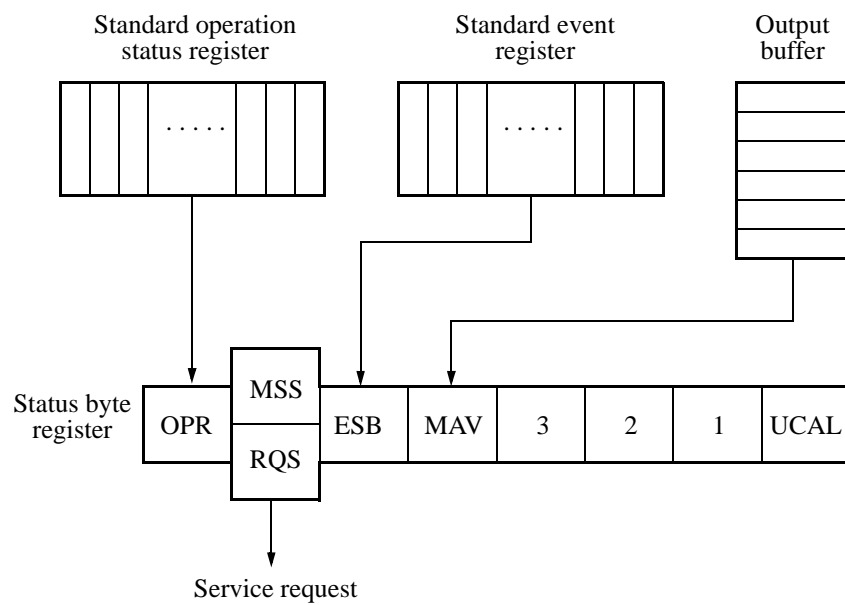 Standard operation
status register
Standard event
register
Output
buffer
. . . . .
. . . . .
Status byte
register
OPR
MSS
RQS
ESB
MAV
3
2
1
UCAL
Service request